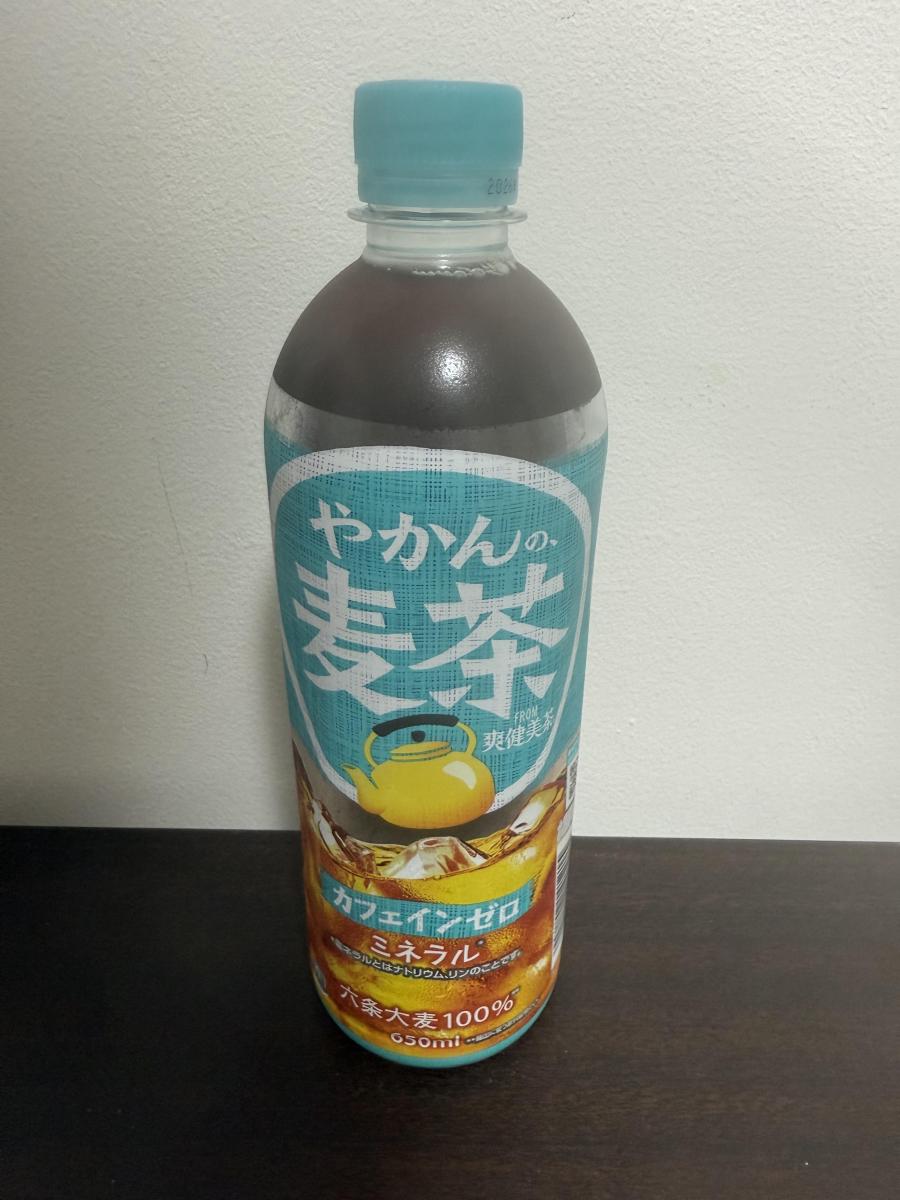 やかんの、
麦茶
FROM
爽健美茶
カフェインゼロ
ミネラル*
*ミネラルとはナトリウム、リンのことです。
六条大麦100%**
650ml